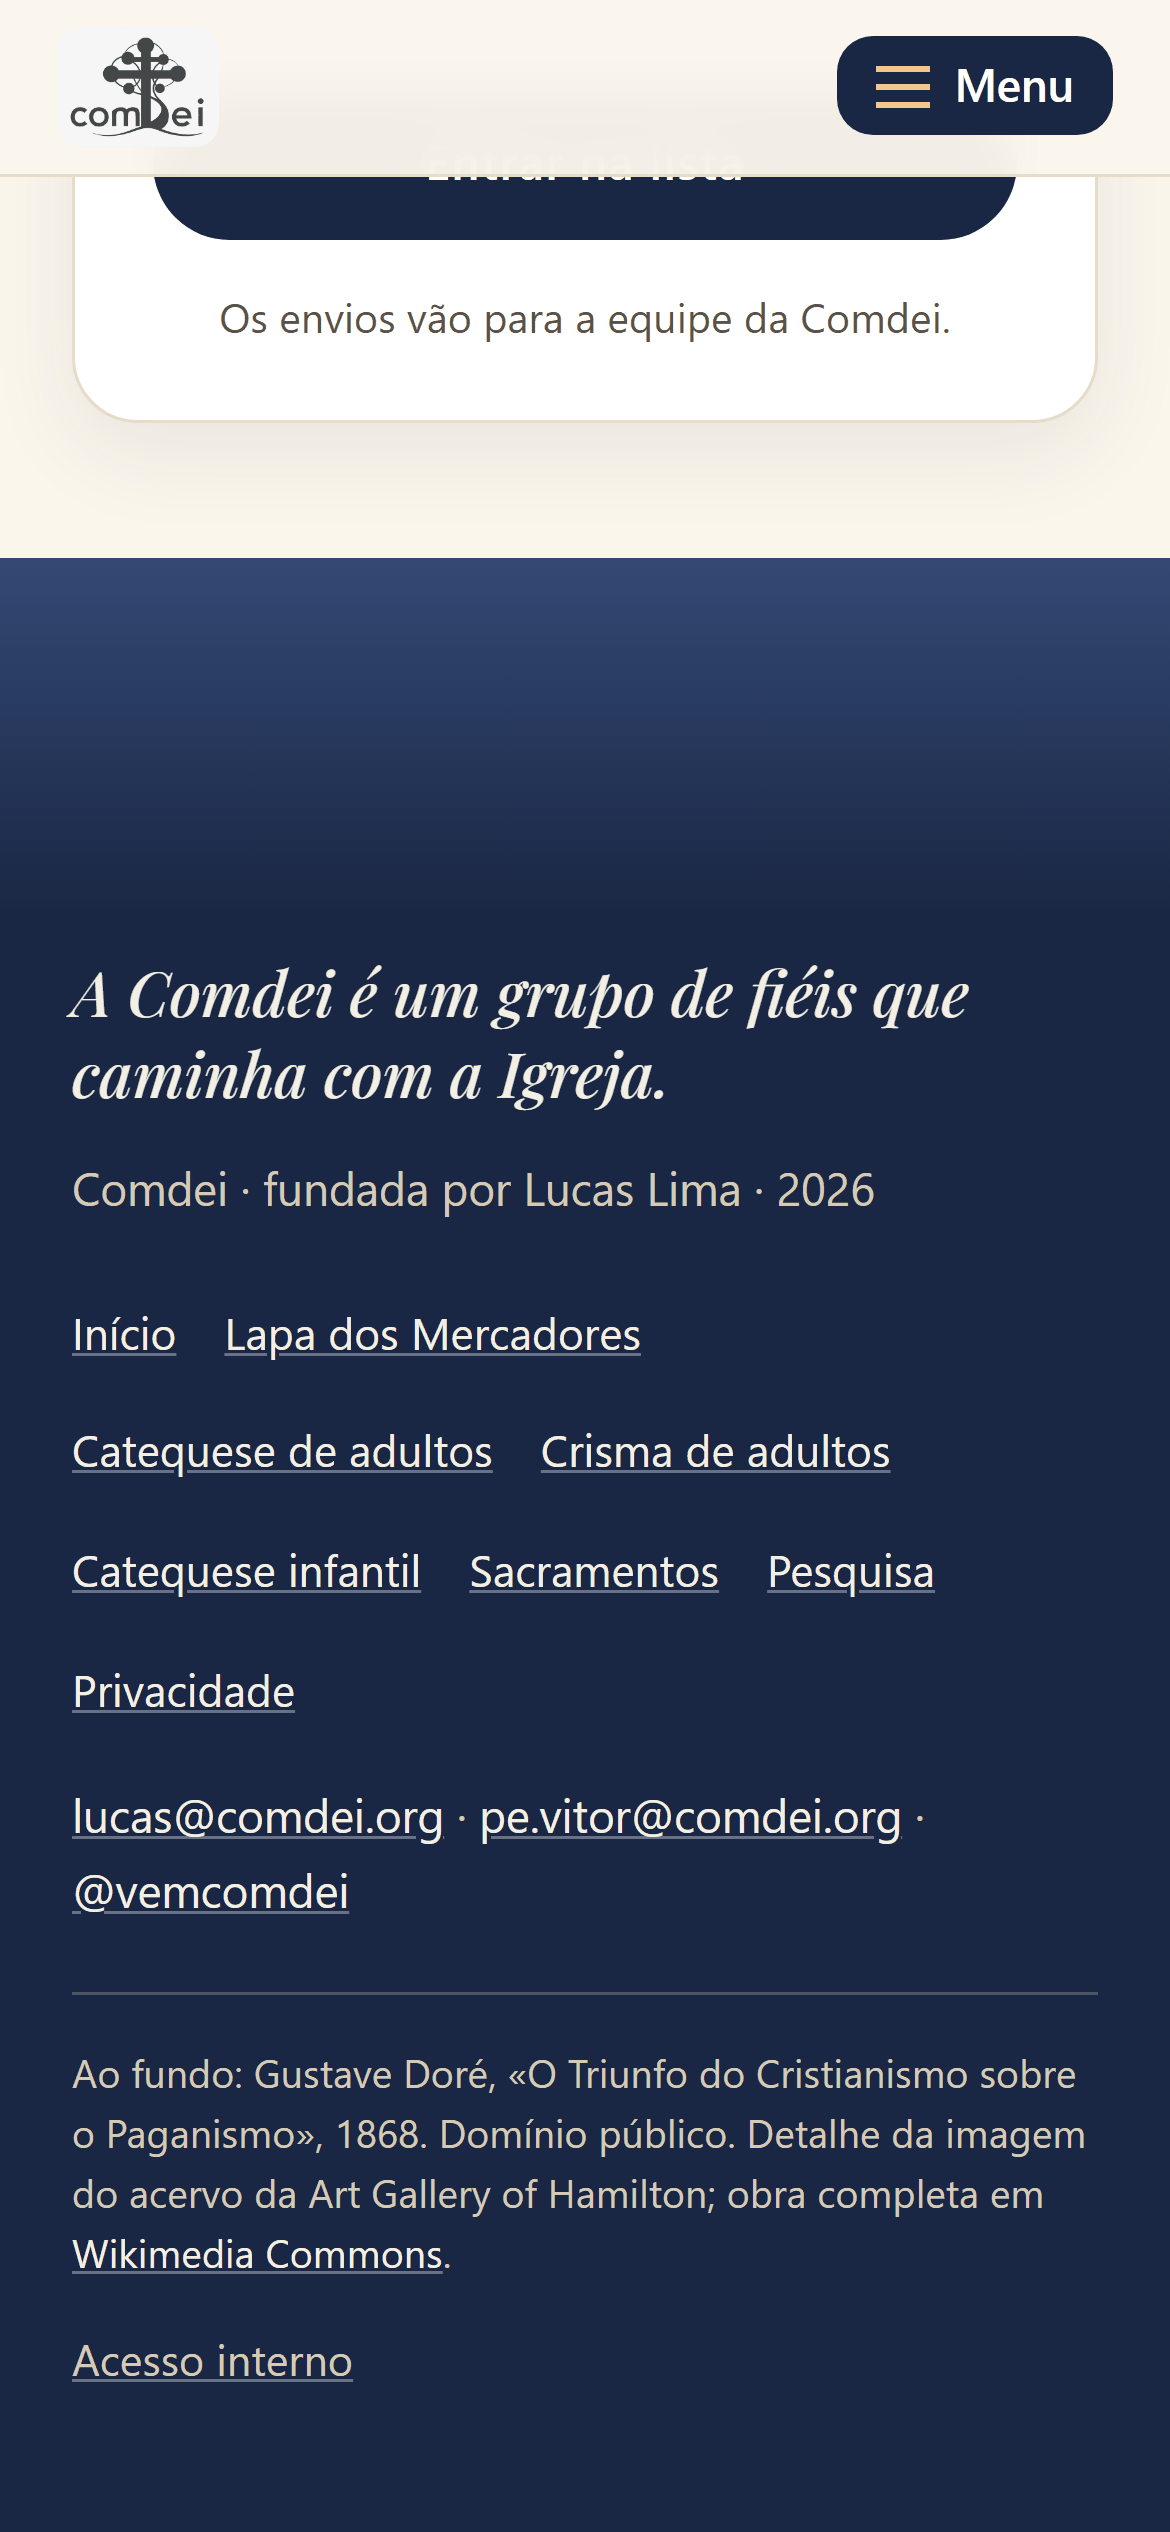 comDei
Menu
Entrar na lista
Os envios vão para a equipe da Comdei.
A Comdei é um grupo de fiéis que
caminha com a Igreja.
Comdei · fundada por Lucas Lima · 2026
Início Lapa dos Mercadores
Catequese de adultos Crisma de adultos
Catequese infantil Sacramentos Pesquisa
Privacidade
lucas@comdei.org · pe.vitor@comdei.org ·
@vemcomdei
Ao fundo: Gustave Doré, «O Triunfo do Cristianismo sobre
o Paganismo», 1868. Domínio público. Detalhe da imagem
do acervo da Art Gallery of Hamilton; obra completa em
Wikimedia Commons.
Acesso interno